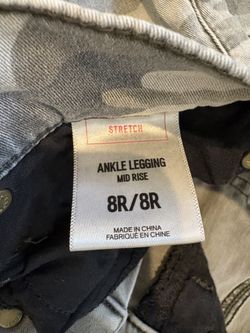 STRETCH
ANKLE LEGGING
MID RISE
8R/8R
MADE IN CHINA
FABRIQUÉ EN CHINE